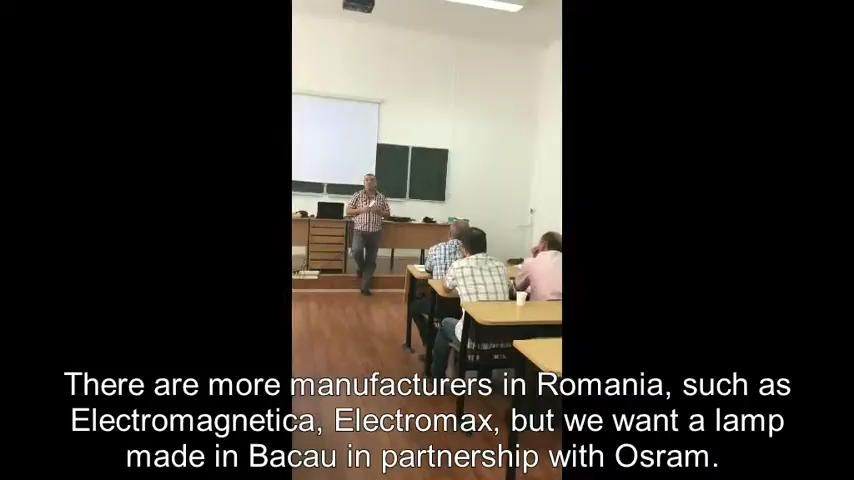 There are more manufacturers in Romania, such as
Electromagnetica, Electromax, but we want a lamp
made in Bacau in partnership with Osram.